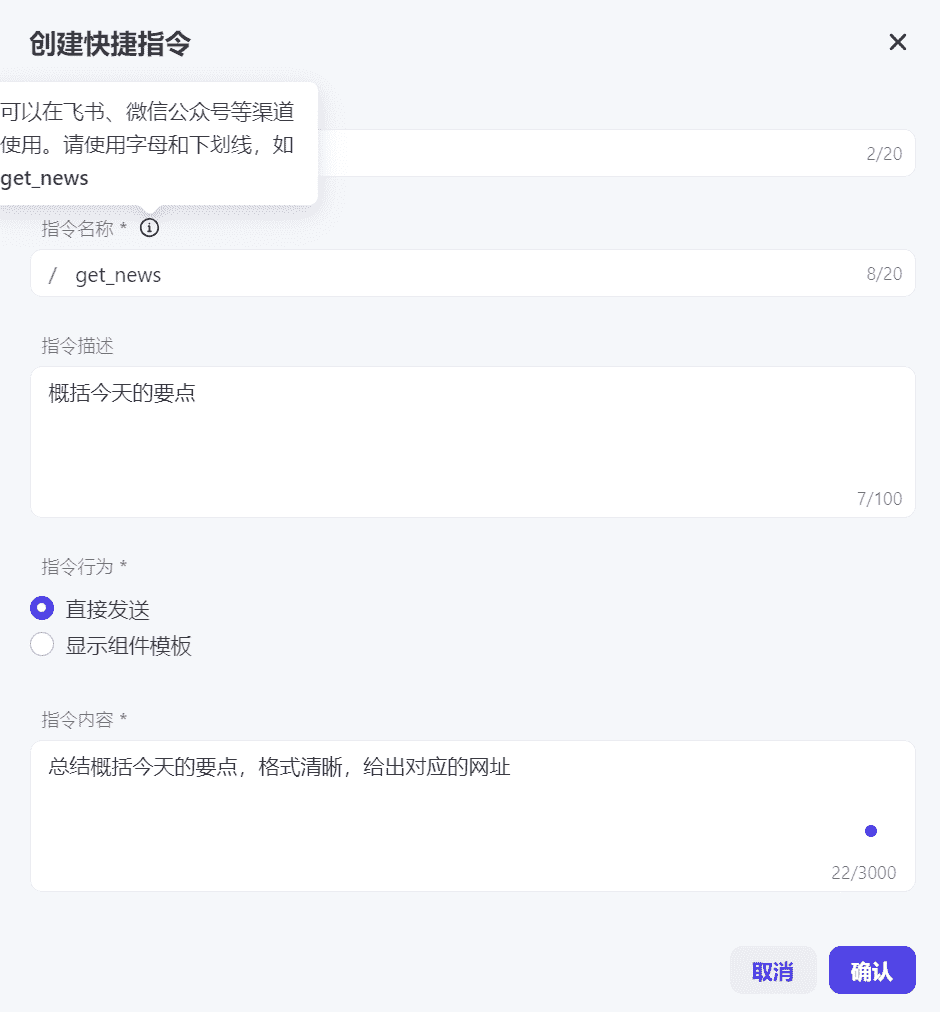 创建快捷指令
可以在飞书、微信公众号等渠道
使用。请使用字母和下划线，如
get_news
2/20
指令名称 *
/ get_news
8/20
指令描述
概括今天的要点
7/100
指令行为 *
直接发送
显示组件模板
指令内容 *
总结概括今天的要点，格式清晰，给出对应的网址
22/3000
取消
确认